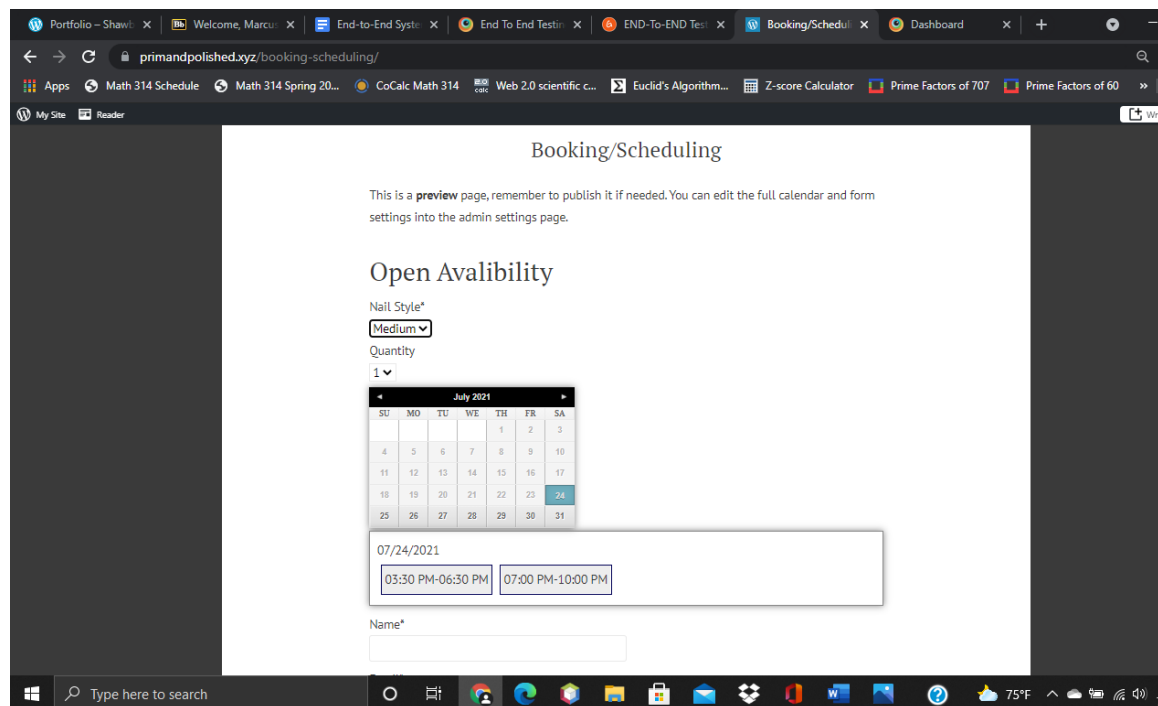 Portfolio – Shawb
Welcome, Marcus
End-to-End Syste
End To End Testin
END-To-END Test
Booking/Scheduli
Dashboard
primandpolished.xyz/booking-scheduling/
Apps
Math 314 Schedule
Math 314 Spring 20...
CoCalc Math 314
Web 2.0 scientific c...
Euclid's Algorithm...
Z-score Calculator
Prime Factors of 707
Prime Factors of 60
»
My Site
Reader
Wr
Booking/Scheduling
This is a preview page, remember to publish it if needed. You can edit the full calendar and form
settings into the admin settings page.
Open Avalibility
Nail Style*
Medium
Quantity
1
July 2021
SU MO TU WE TH FR SA
1 2 3
4 5 6 7 8 9 10
11 12 13 14 15 16 17
18 19 20 21 22 23 24
25 26 27 28 29 30 31
07/24/2021
03:30 PM-06:30 PM 07:00 PM-10:00 PM
Name*
Type here to search
75°F